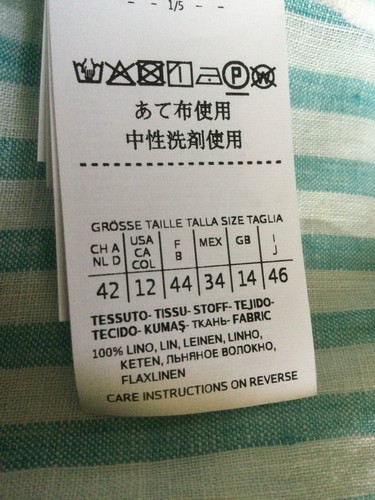 - - 1/5 - -
あて布使用
中性洗剤使用
GRÖSSE TAILLE TALLA SIZE TAGLIA
CH A NL D | USA CA COL | F B | MEX | GB | I J
42 | 12 | 44 | 34 | 14 | 46
TESSUTO- TISSU- STOFF- TEJIDO-
TECIDO- KUMAŞ- ТКАНЬ- FABRIC
100% LINO, LIN, LEINEN, LINHO,
KETEN, ЛЬНЯНОЕ ВОЛОКНО,
FLAXLINEN
CARE INSTRUCTIONS ON REVERSE